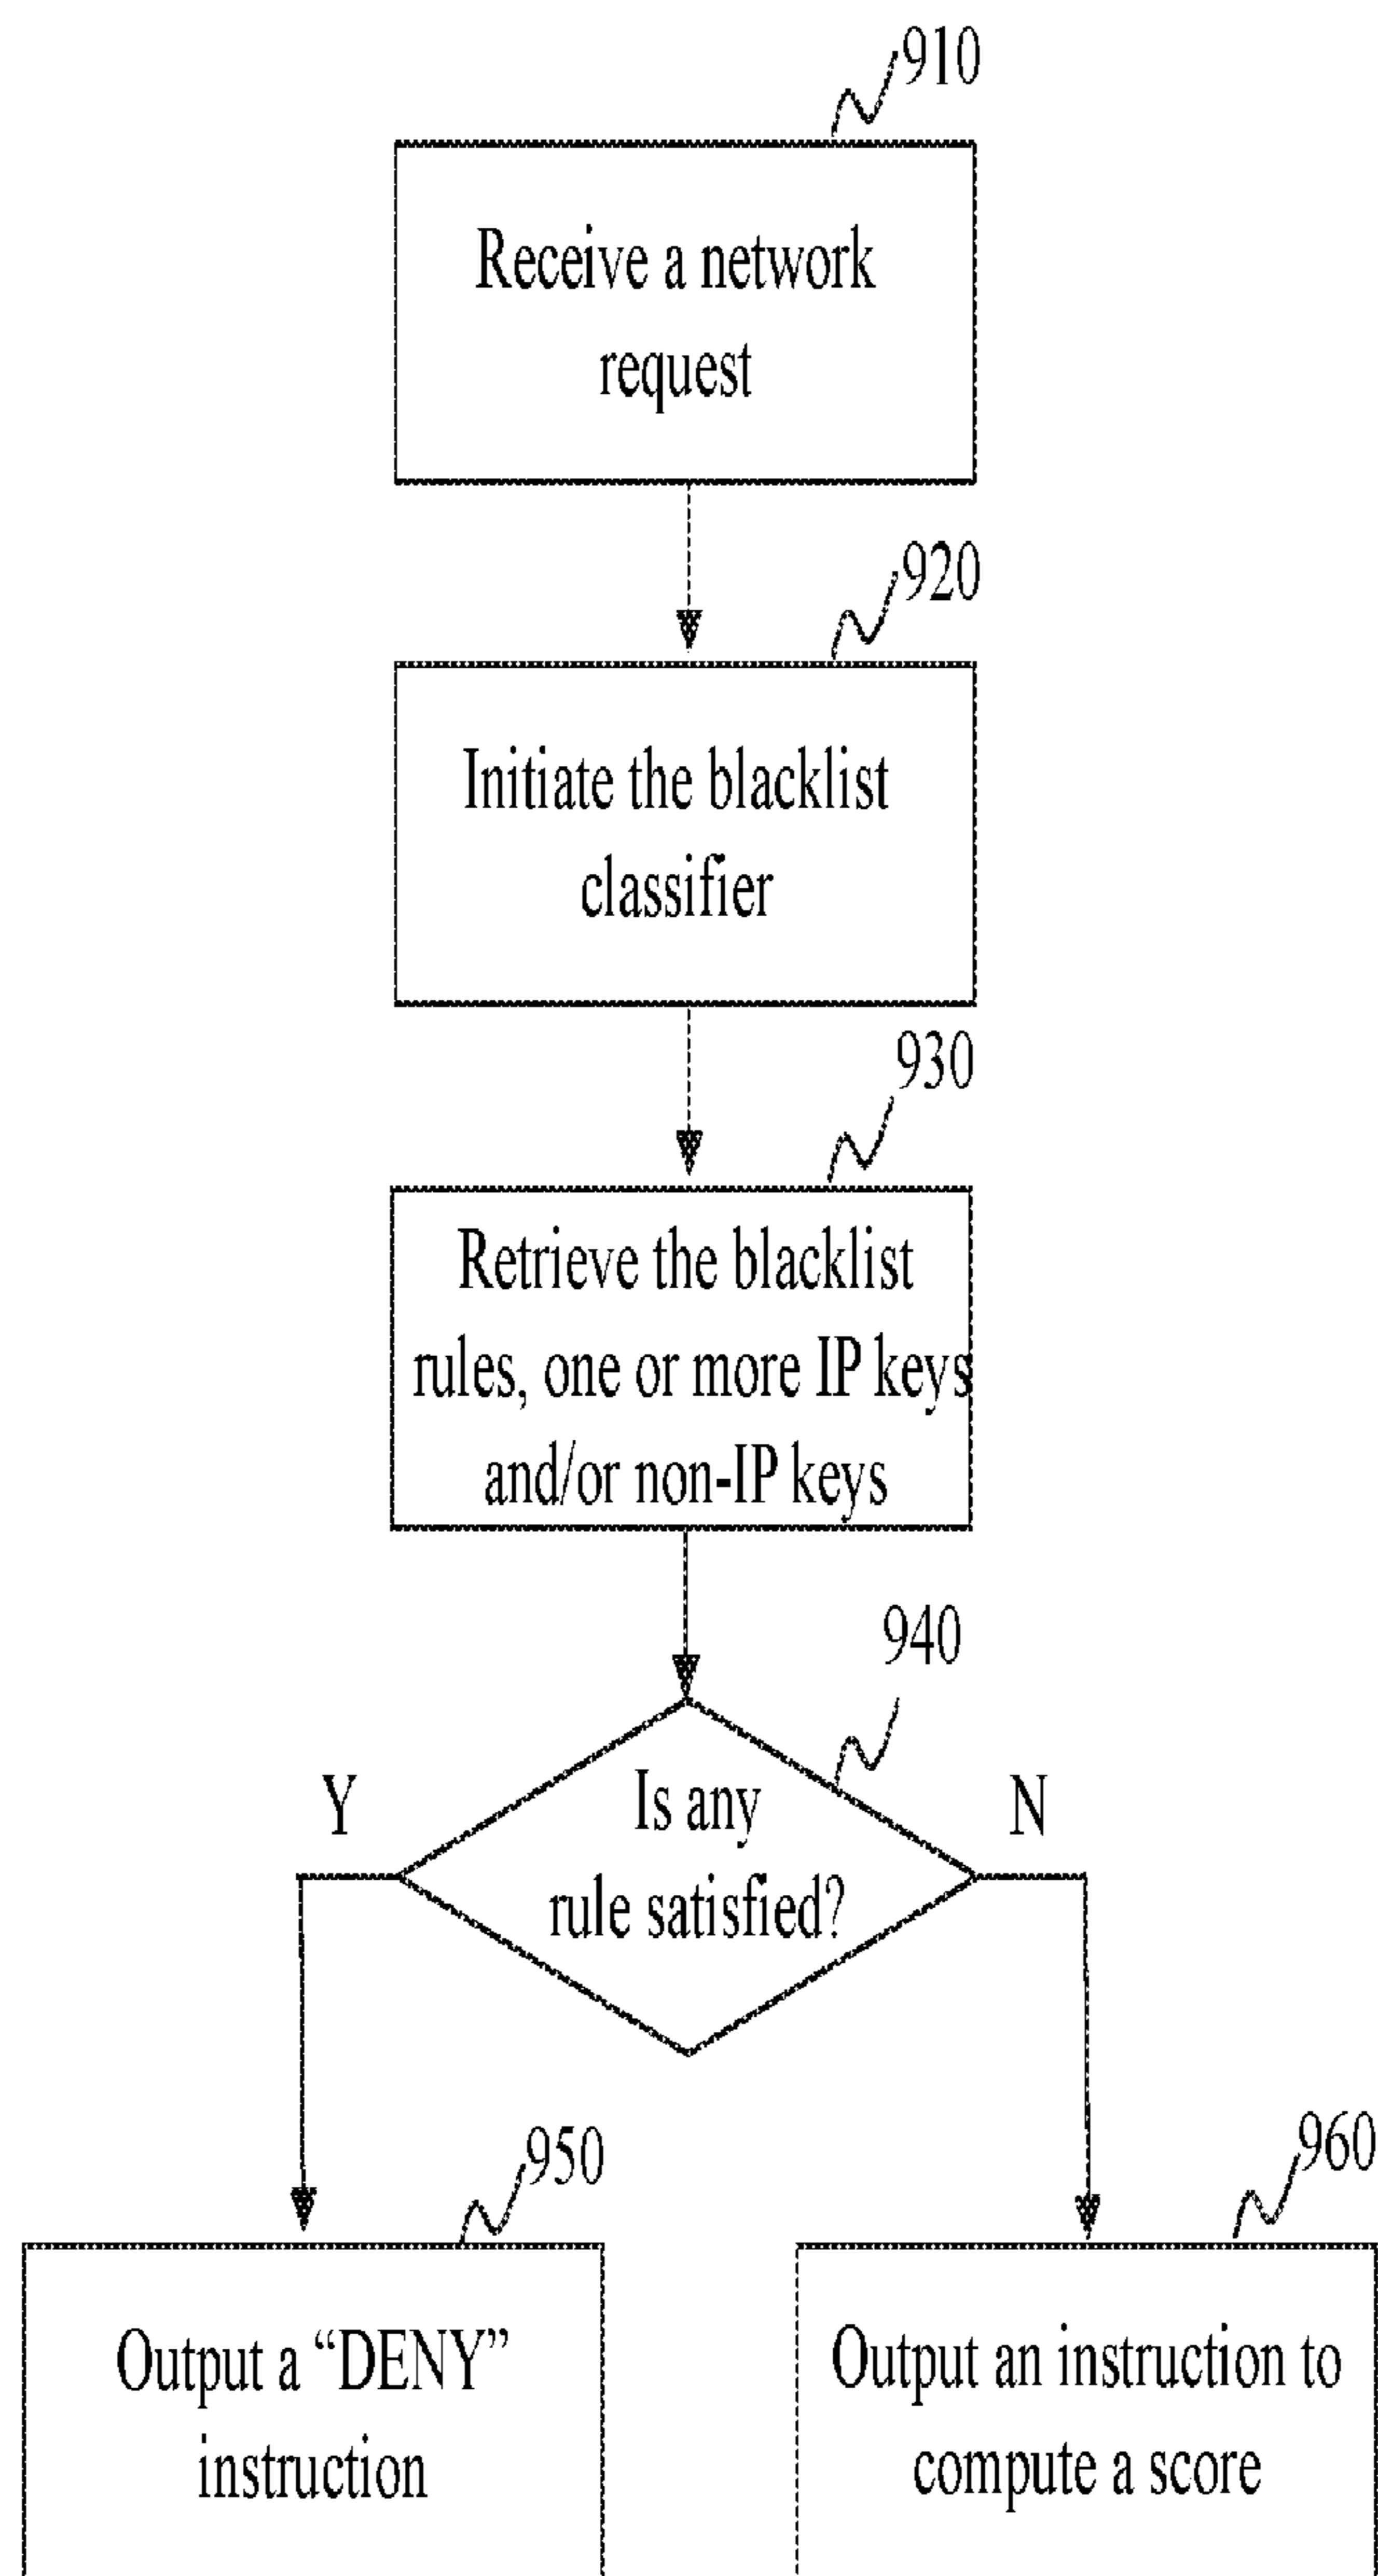 910
Receive a network
request
920
Initiate the blacklist
classifier
930
Retrieve the blacklist
rules, one or more IP keys
and/or non-IP keys
940
Y
Is any
N
rule satisfied?
950
960
Output a “DENY”
instruction
Output an instruction to
compute a score